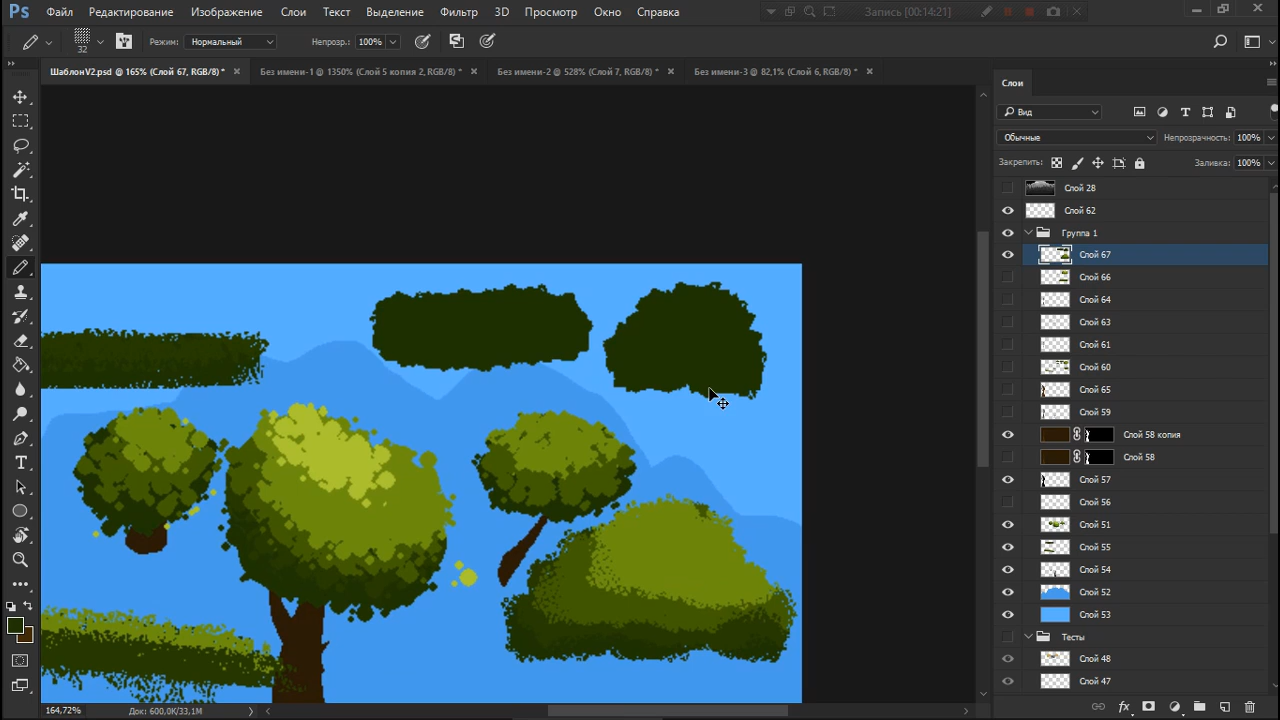 Ps Файл Редактирование Изображение Слои Текст Выделение Фильтр 3D Просмотр Окно Справка Запись [00:14:21]
32 Режим: Нормальный Непрозр.: 100%
ШаблонV2.psd @ 165% (Слой 67, RGB/8) * × Без имени-1 @ 1350% (Слой 5 копия 2, RGB/8) * × Без имени-2 @ 528% (Слой 7, RGB/8) * × Без имени-3 @ 82,1% (Слой 6, RGB/8) * ×
Слои
Вид
Обычные Непрозрачность: 100%
Закрепить: Заливка: 100%
Слой 28
Слой 62
Группа 1
Слой 67
Слой 66
Слой 64
Слой 63
Слой 61
Слой 60
Слой 65
Слой 59
Слой 58 копия
Слой 58
Слой 57
Слой 56
Слой 51
Слой 55
Слой 54
Слой 52
Слой 53
Тесты
Слой 48
Слой 47
164,72% Док: 600,0K/33,1M